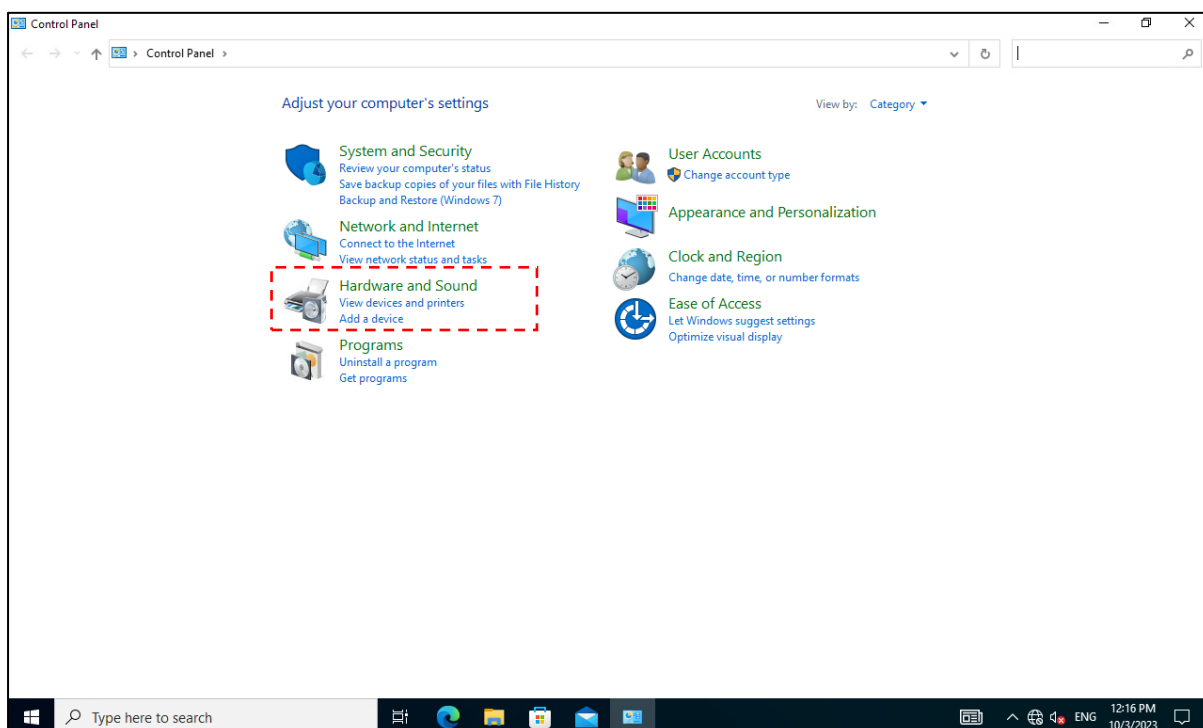 Control Panel
Control Panel
Adjust your computer's settings
View by: Category
System and Security
Review your computer's status
Save backup copies of your files with File History
Backup and Restore (Windows 7)
Network and Internet
Connect to the Internet
View network status and tasks
Hardware and Sound
View devices and printers
Add a device
Programs
Uninstall a program
Get programs
User Accounts
Change account type
Appearance and Personalization
Clock and Region
Change date, time, or number formats
Ease of Access
Let Windows suggest settings
Optimize visual display
Type here to search
ENG
12:16 PM
10/3/2023